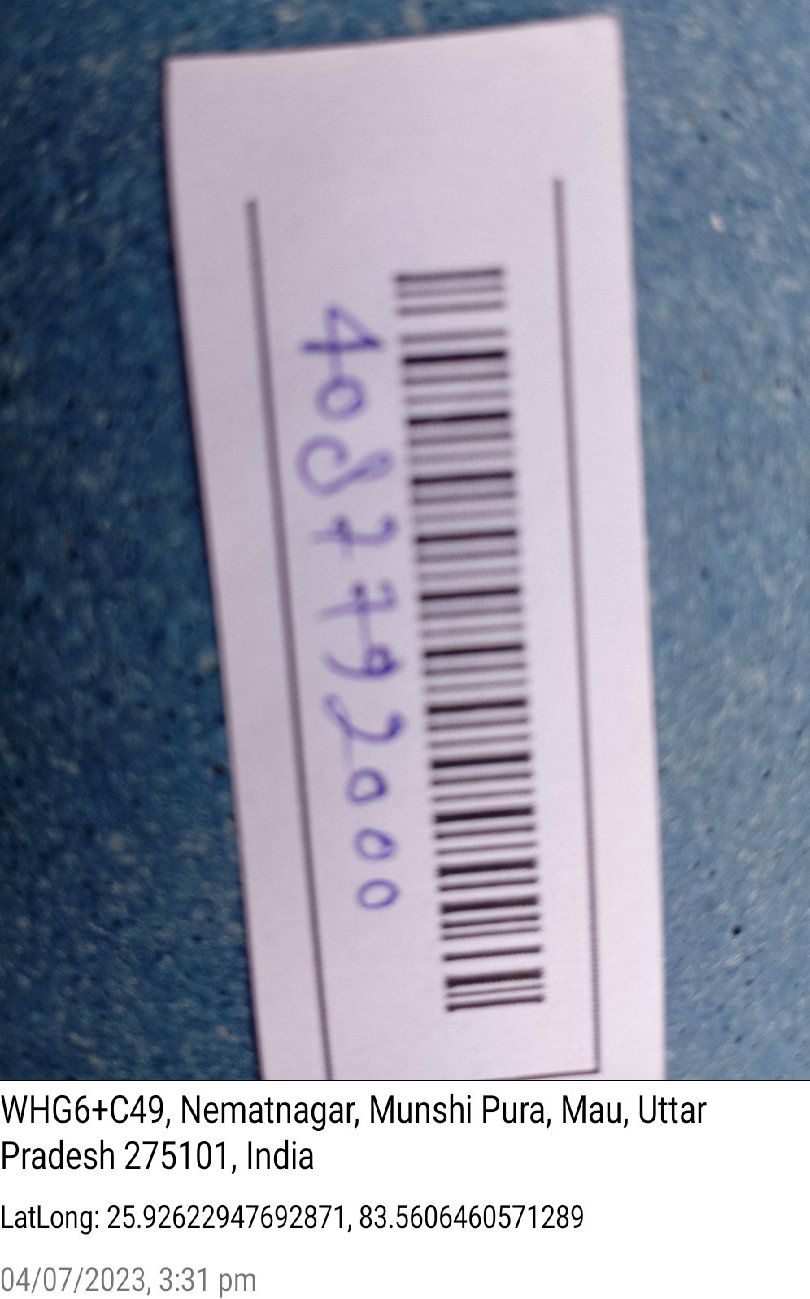 4087792000
WHG6+C49, Nematnagar, Munshi Pura, Mau, Uttar
Pradesh 275101, India
LatLong: 25.92622947692871, 83.5606460571289
04/07/2023, 3:31 pm